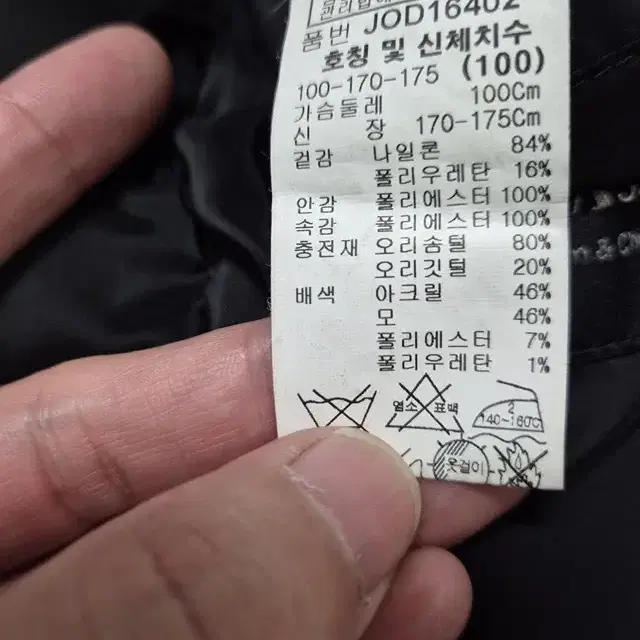 품번 JOD16402
호칭 및 신체치수
100-170-175 (100)
가슴둘레 100Cm
신 장 170-175Cm
겉감 나일론 84%
폴리우레탄 16%
안감 폴리에스터 100%
속감 폴리에스터 100%
충전재 오리솜털 80%
오리깃털 20%
배색 아크릴 46%
모 46%
폴리에스터 7%
폴리우레탄 1%
염소 표백
2
140~160℃
옷걸이